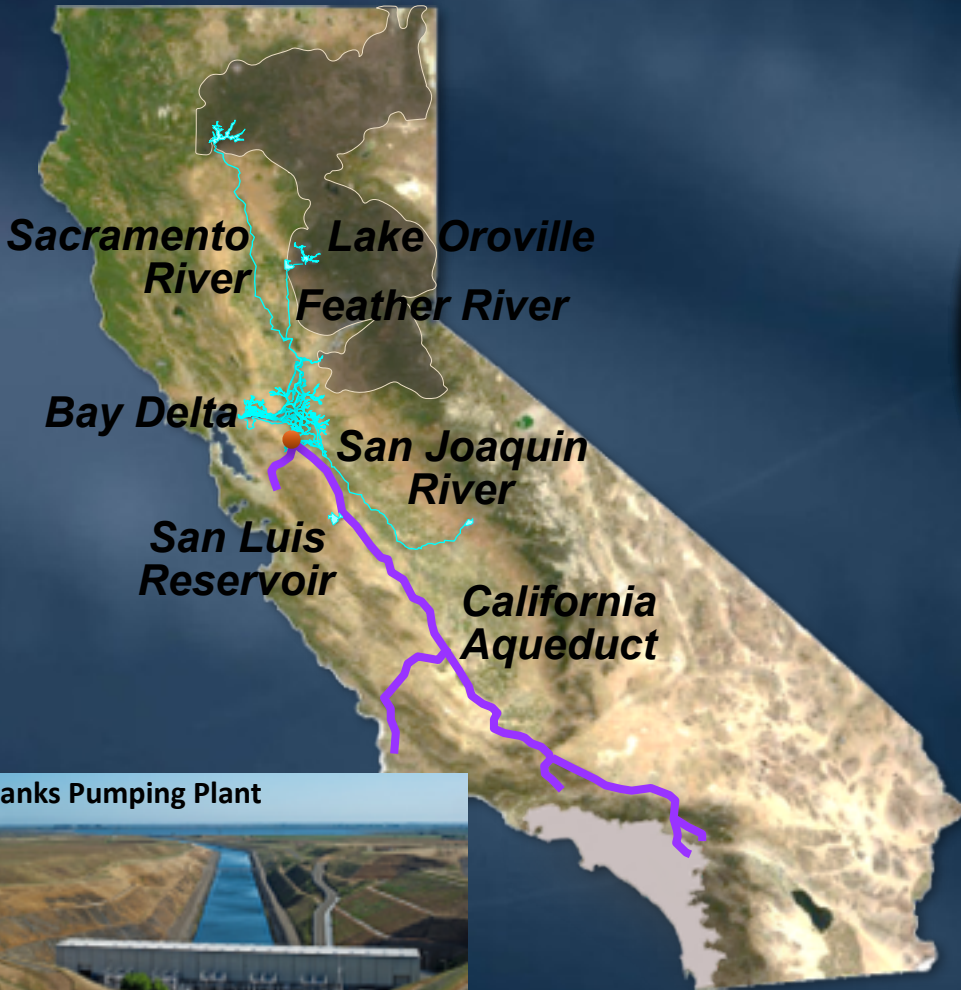 Sacramento
River
Lake Oroville
Feather River
Bay Delta
San Joaquin
River
San Luis
Reservoir
California
Aqueduct
anks Pumping Plant